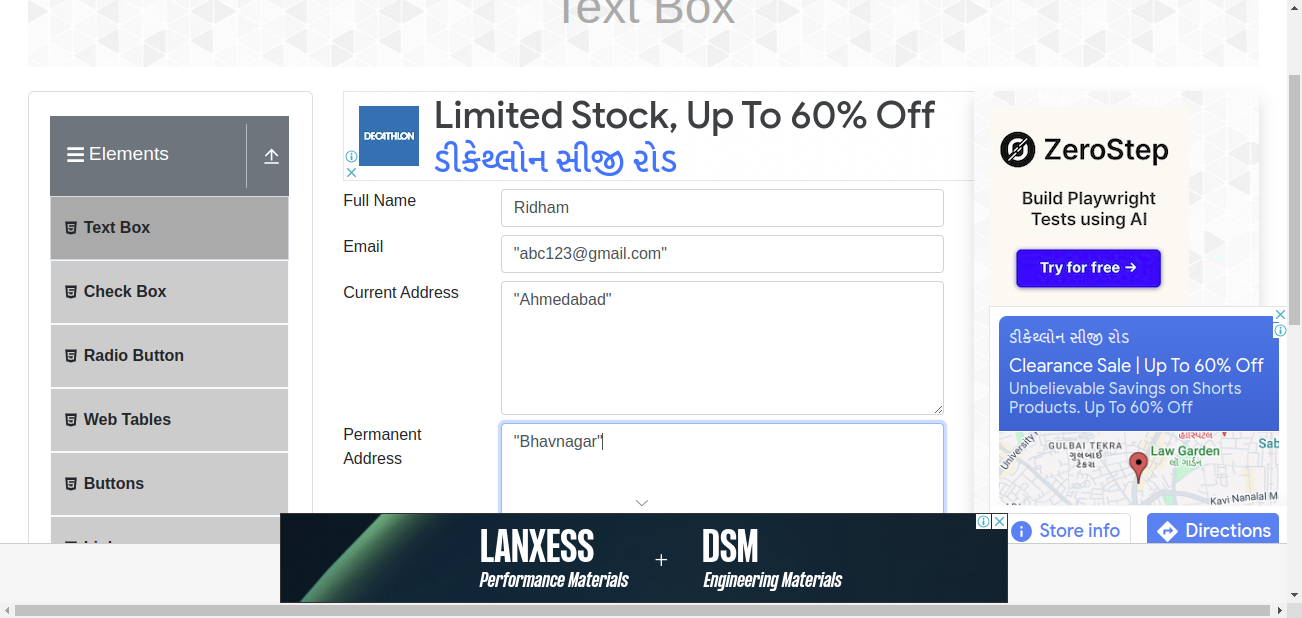 Text Box
Elements
Text Box
Check Box
Radio Button
Web Tables
Buttons
DECATHLON
Limited Stock, Up To 60% Off
ડીકેથ્લોન સીજી રોડ
Full Name
Ridham
Email
"abc123@gmail.com"
Current Address
"Ahmedabad"
Permanent
Address
"Bhavnagar"
ZeroStep
Build Playwright
Tests using AI
Try for free →
ડીકેથ્લોન સીજી રોડ
Clearance Sale | Up To 60% Off
Unbelievable Savings on Shorts
Products. Up To 60% Off
University
GULBAI TEKRA
ગુલબાઈ
ટેકરા
Law Garden
લો ગાર્ડન
Sab
Kavi Nanalal M
Store info
Directions
LANXESS
Performance Materials
+
DSM
Engineering Materials